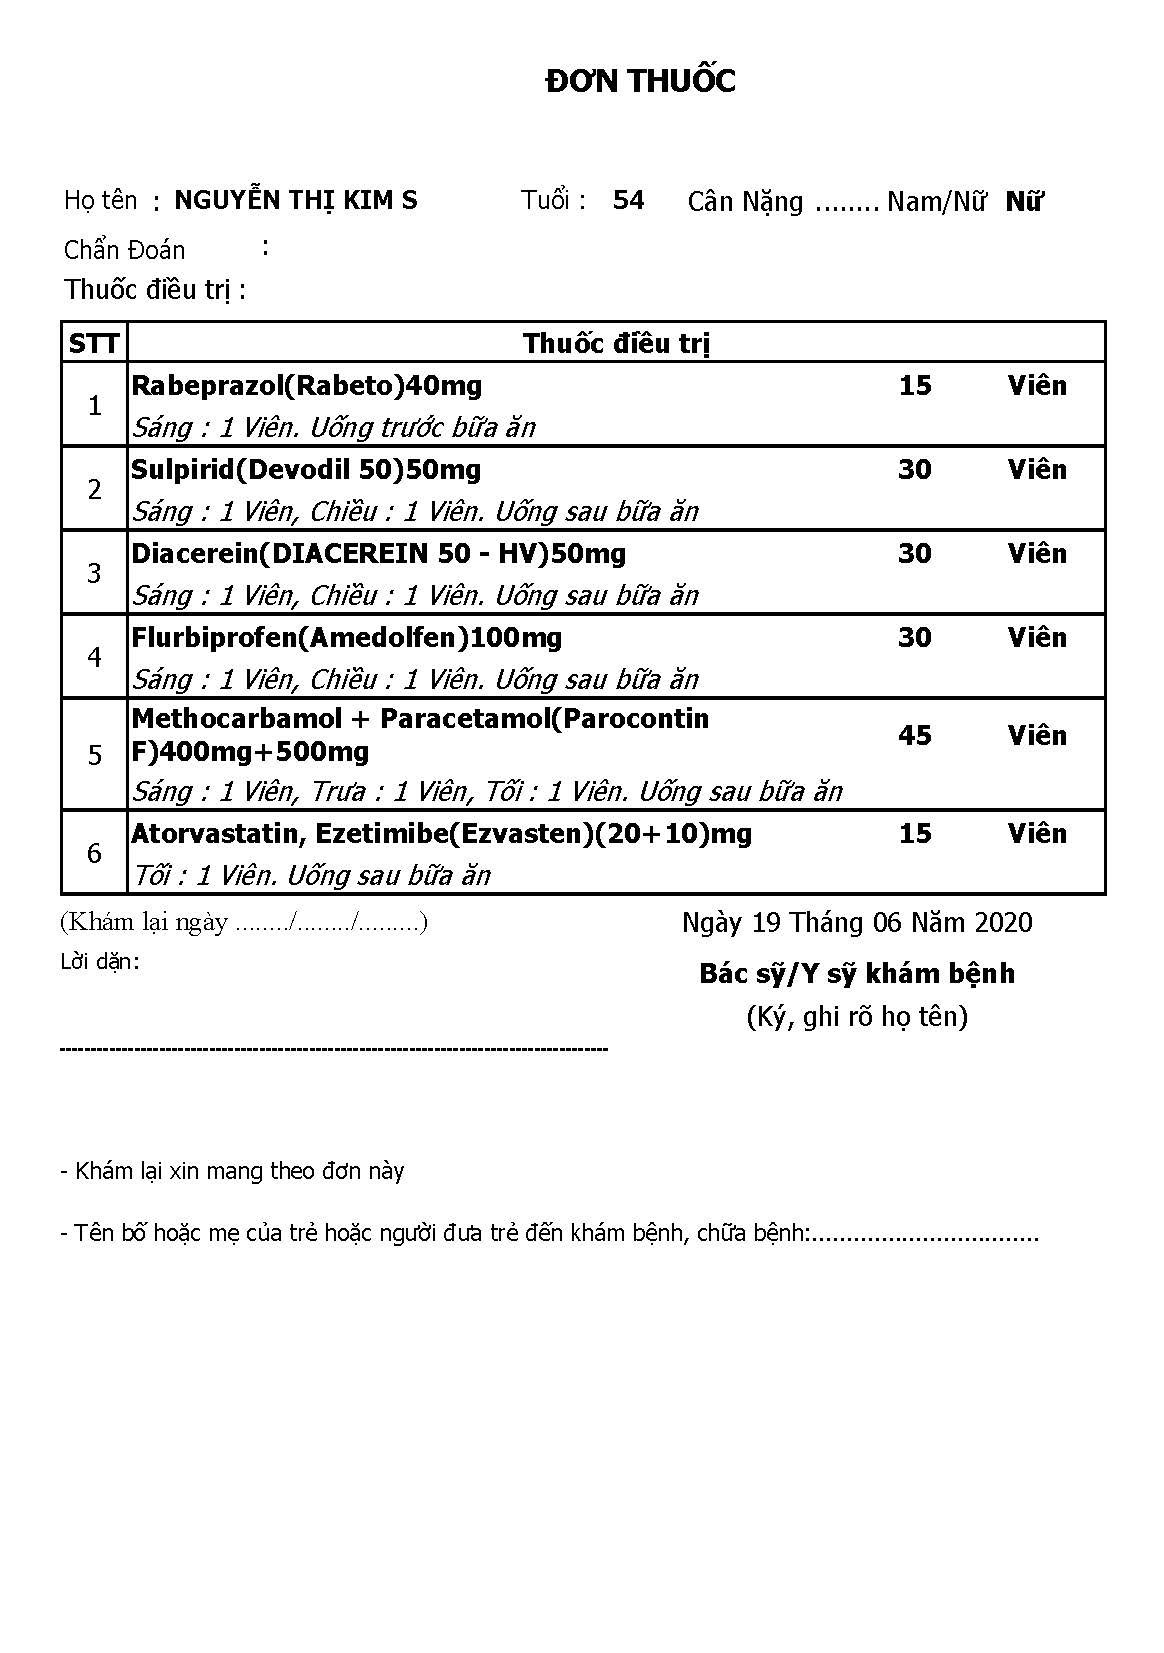 ĐƠN THUỐC
Họ tên : NGUYỄN THỊ KIM S Tuổi : 54 Cân Nặng ........ Nam/Nữ Nữ
Chẩn Đoán :
Thuốc điều trị :
STT Thuốc điều trị
1 Rabeprazol(Rabeto)40mg 15 Viên
Sáng : 1 Viên. Uống trước bữa ăn
2 Sulpirid(Devodil 50)50mg 30 Viên
Sáng : 1 Viên, Chiều : 1 Viên. Uống sau bữa ăn
3 Diacerein(DIACEREIN 50 - HV)50mg 30 Viên
Sáng : 1 Viên, Chiều : 1 Viên. Uống sau bữa ăn
4 Flurbiprofen(Amedolfen)100mg 30 Viên
Sáng : 1 Viên, Chiều : 1 Viên. Uống sau bữa ăn
5 Methocarbamol + Paracetamol(Parocontin
F)400mg+500mg 45 Viên
Sáng : 1 Viên, Trưa : 1 Viên, Tối : 1 Viên. Uống sau bữa ăn
6 Atorvastatin, Ezetimibe(Ezvasten)(20+10)mg 15 Viên
Tối : 1 Viên. Uống sau bữa ăn
(Khám lại ngày ......../......../.........) Ngày 19 Tháng 06 Năm 2020
Lời dặn:
Bác sỹ/Y sỹ khám bệnh
(Ký, ghi rõ họ tên)
- Khám lại xin mang theo đơn này
- Tên bố hoặc mẹ của trẻ hoặc người đưa trẻ đến khám bệnh, chữa bệnh:.................................